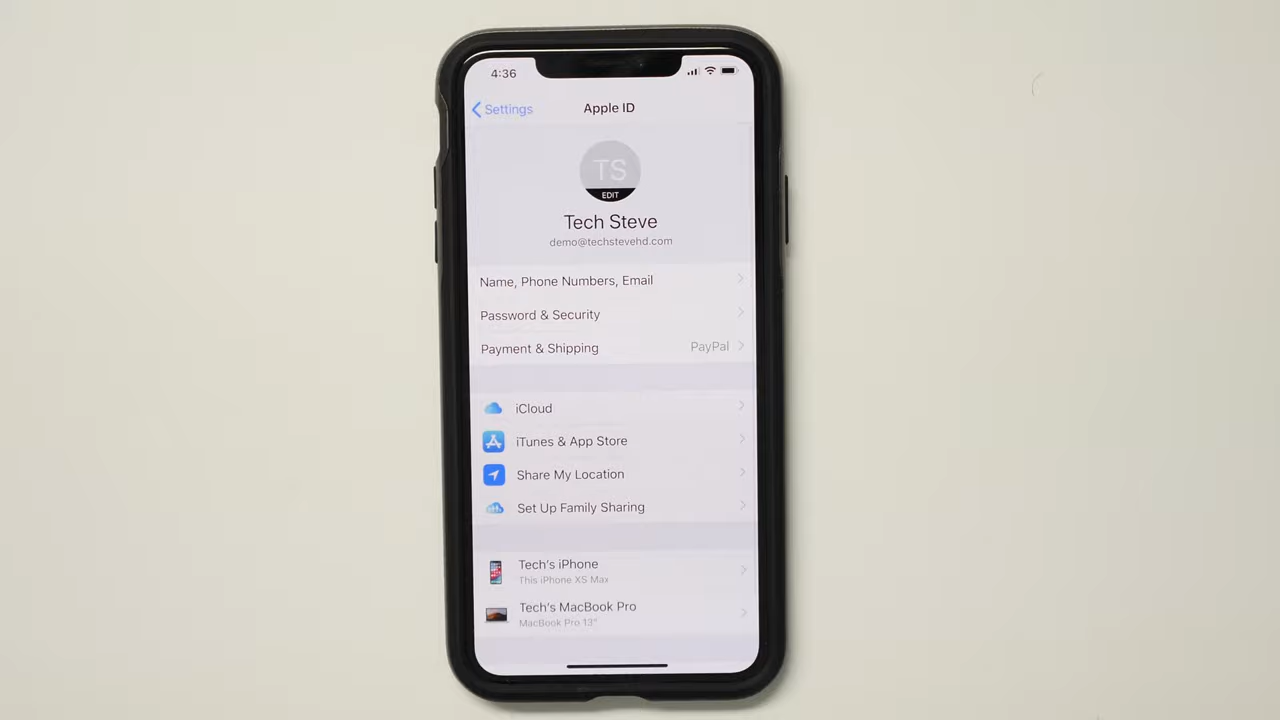 4:36
Settings
Apple ID
TS
EDIT
Tech Steve
demo@techstevehd.com
Name, Phone Numbers, Email
Password & Security
Payment & Shipping PayPal
iCloud
iTunes & App Store
Share My Location
Set Up Family Sharing
Tech's iPhone
This iPhone XS Max
Tech's MacBook Pro
MacBook Pro 13"